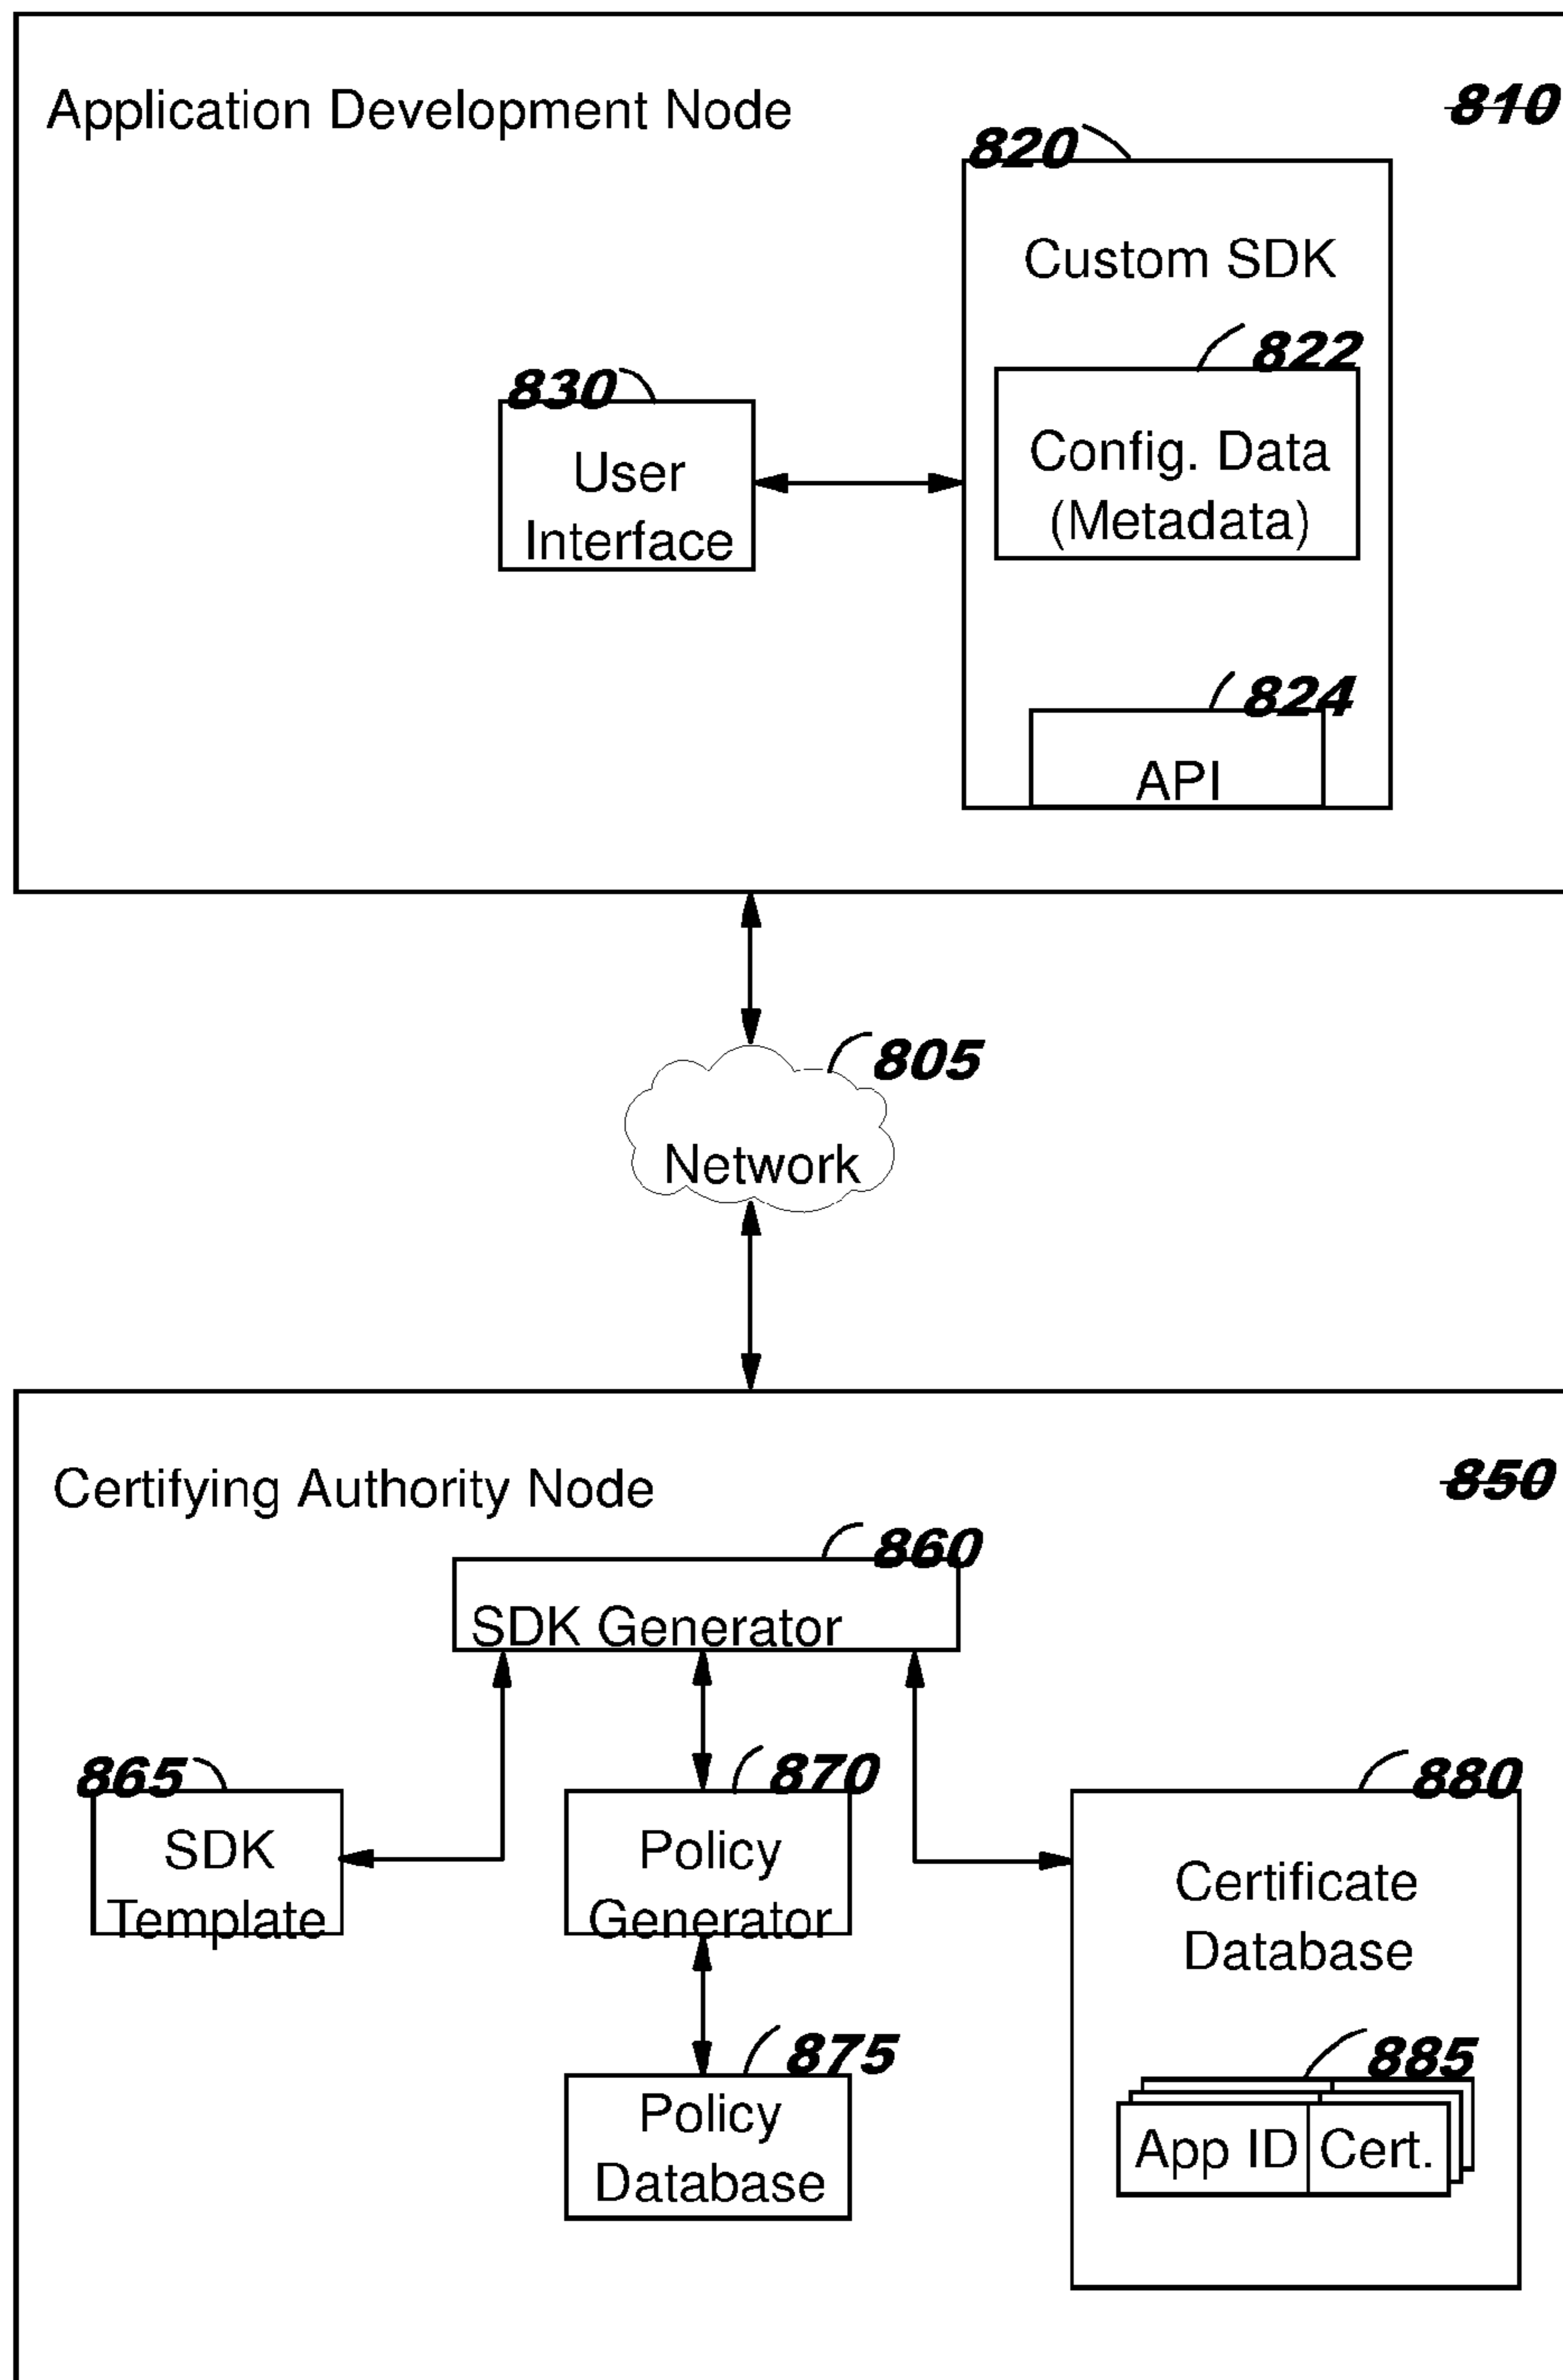 Application Development Node
810
820
Custom SDK
822
Config. Data
(Metadata)
830
User
Interface
824
API
805
Network
Certifying Authority Node
850
860
SDK Generator
865
SDK
Template
870
Policy
Generator
880
Certificate
Database
875
Policy
Database
885
App ID Cert.